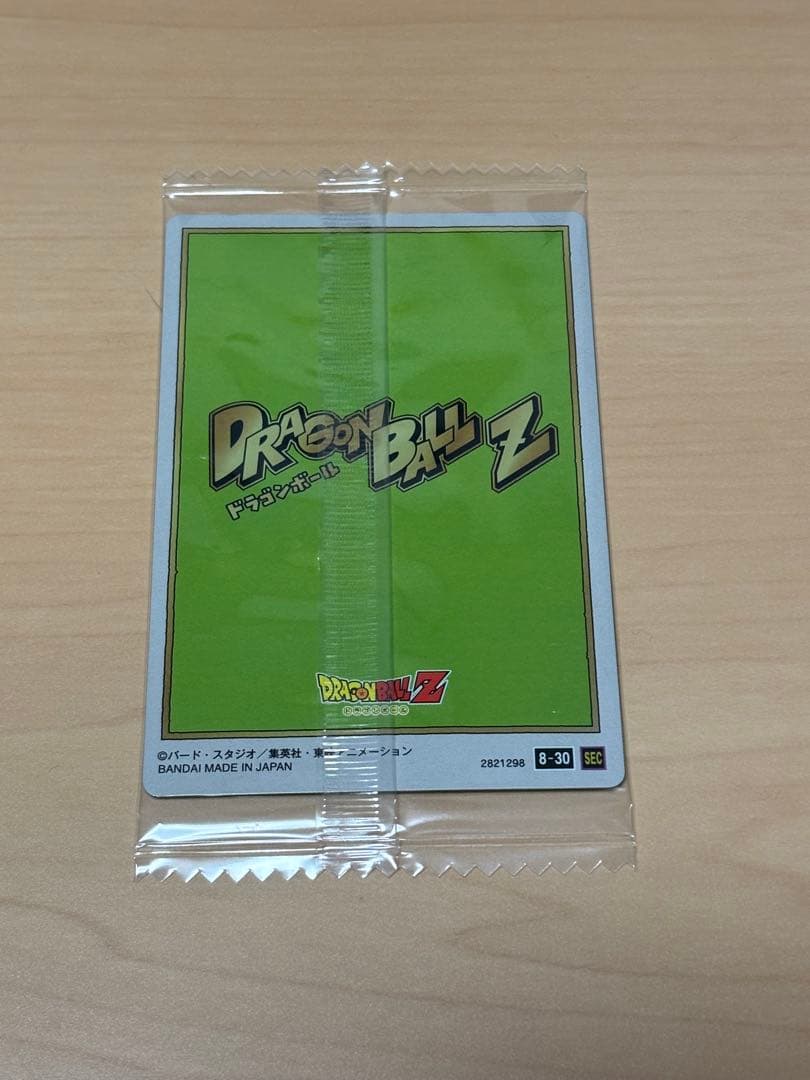 DRAGON BALL Z
ドラゴンボール
DRAGON BALL Z
©バード・スタジオ／集英社・東映アニメーション
BANDAI MADE IN JAPAN
2821298 8-30 SEC